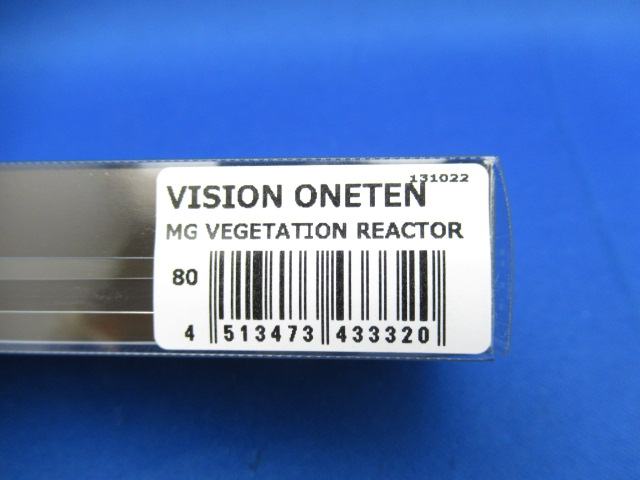 131022
VISION ONETEN
MG VEGETATION REACTOR
80
4 513473 433320